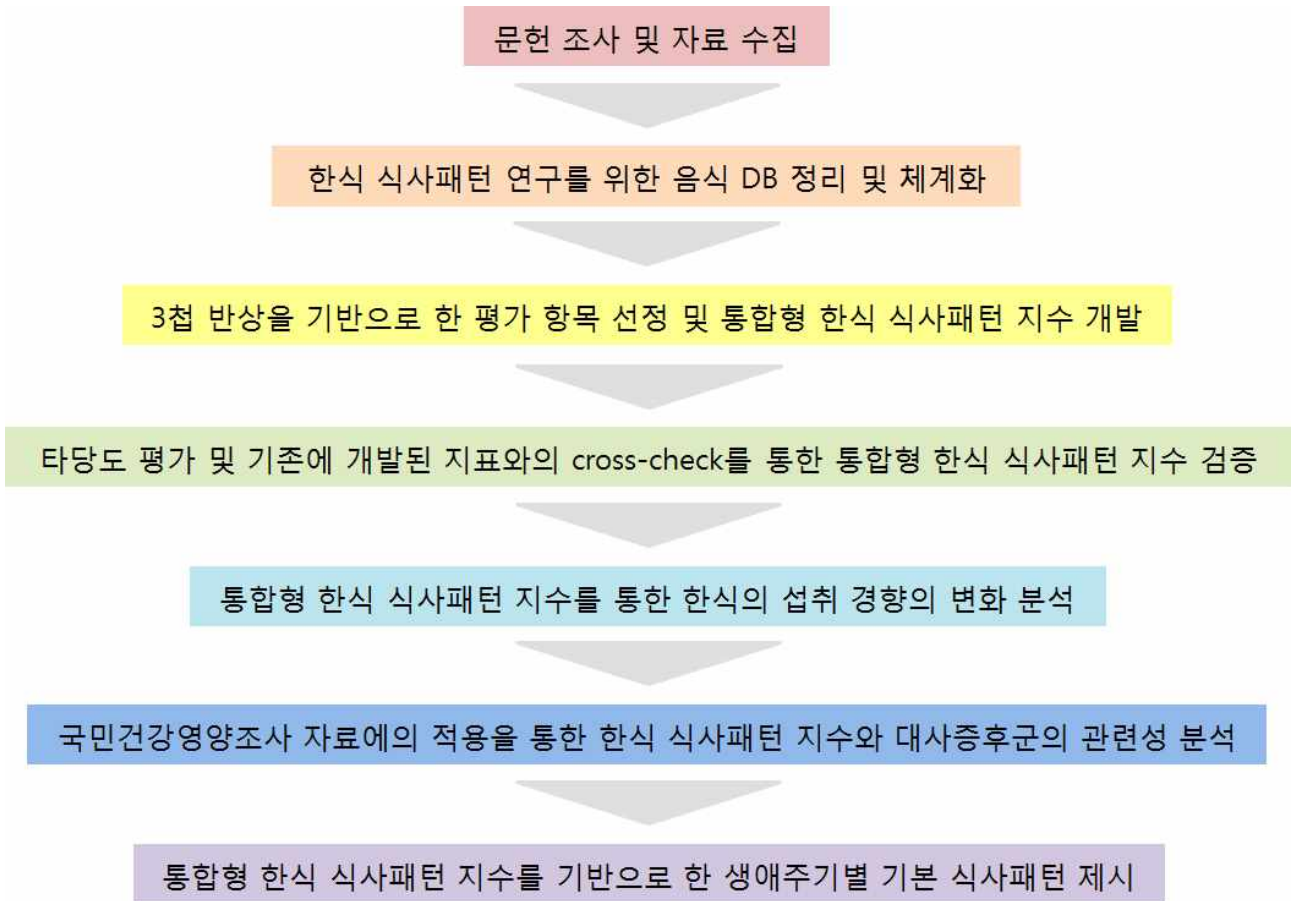 문헌 조사 및 자료 수집
한식 식사패턴 연구를 위한 음식 DB 정리 및 체계화
3첩 반상을 기반으로 한 평가 항목 선정 및 통합형 한식 식사패턴 지수 개발
타당도 평가 및 기존에 개발된 지표와의 cross-check를 통한 통합형 한식 식사패턴 지수 검증
통합형 한식 식사패턴 지수를 통한 한식의 섭취 경향의 변화 분석
국민건강영양조사 자료에의 적용을 통한 한식 식사패턴 지수와 대사증후군의 관련성 분석
통합형 한식 식사패턴 지수를 기반으로 한 생애주기별 기본 식사패턴 제시